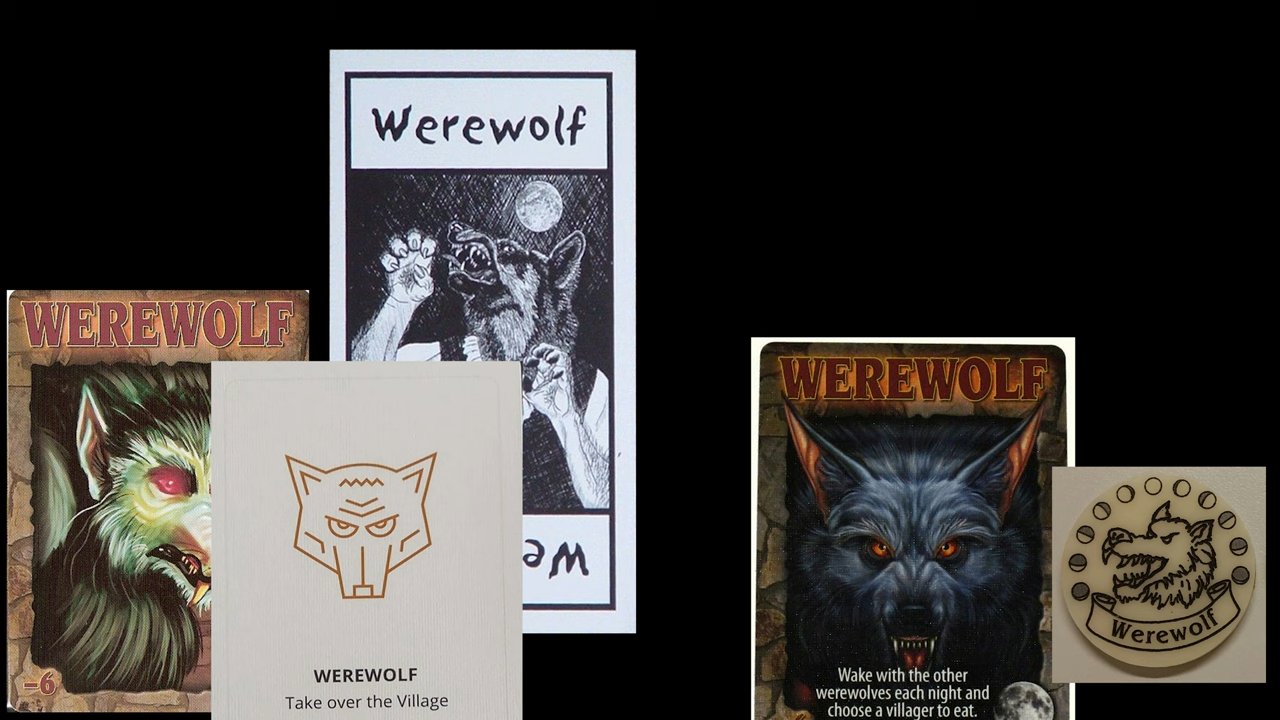 Werewolf
We
WEREWOLF
-6
WEREWOLF
Take over the Village
WEREWOLF
Wake with the other
werewolves each night and
choose a villager to eat.
Werewolf